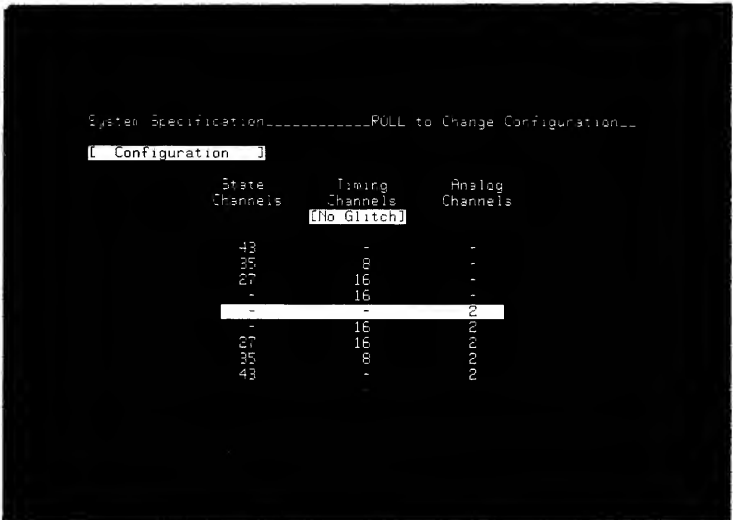 System Specification____________ROLL to Change Configuration__
[ Configuration ]
State Timing Analog
Channels Channels Channels
[No Glitch]
43 - -
35 8 -
27 16 -
- 16 -
- - 2
- 16 2
27 16 2
35 8 2
43 - 2